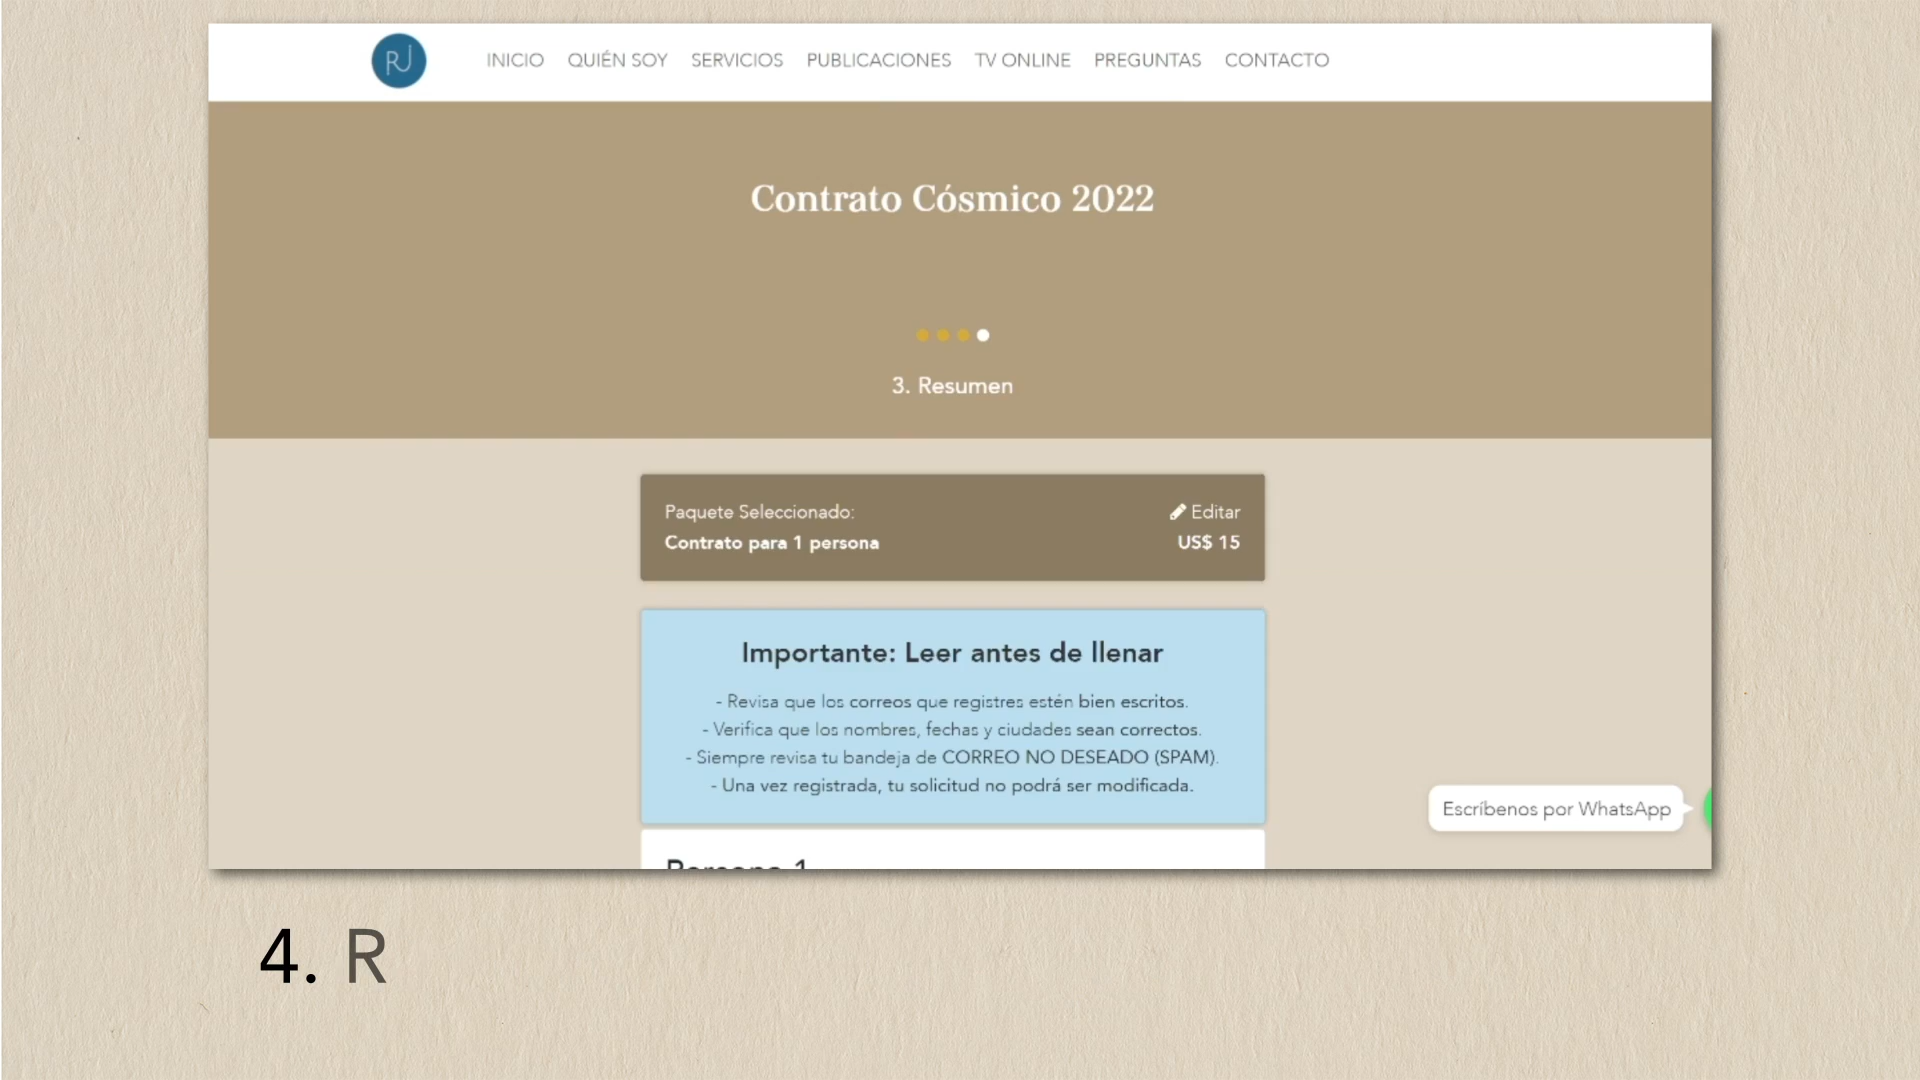 RJ
INICIO QUIÉN SOY SERVICIOS PUBLICACIONES TV ONLINE PREGUNTAS CONTACTO
Contrato Cósmico 2022
3. Resumen
Paquete Seleccionado: Editar
Contrato para 1 persona US$ 15
Importante: Leer antes de llenar
- Revisa que los correos que registres estén bien escritos.
- Verifica que los nombres, fechas y ciudades sean correctos.
- Siempre revisa tu bandeja de CORREO NO DESEADO (SPAM).
- Una vez registrada, tu solicitud no podrá ser modificada.
Escríbenos por WhatsApp
Persona 1
4. R